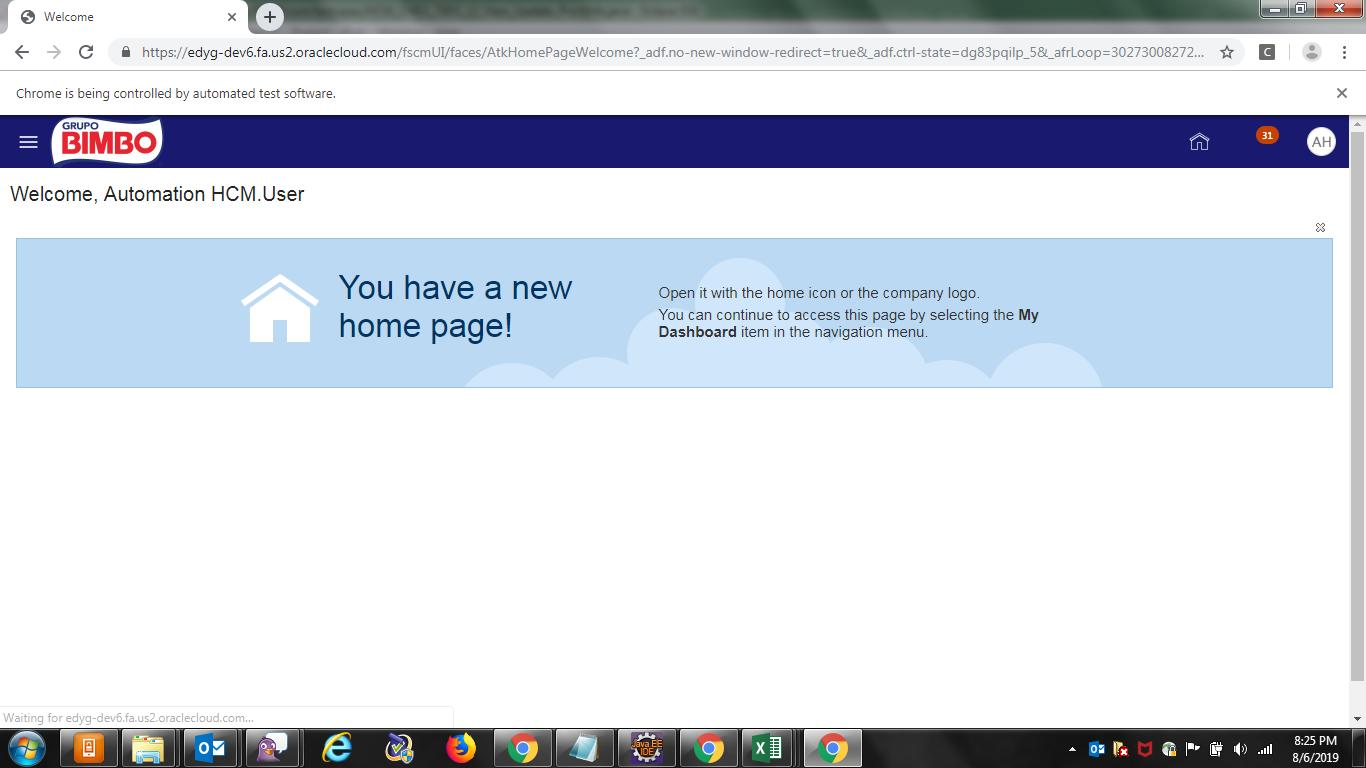 Welcome
https://edyg-dev6.fa.us2.oraclecloud.com/fscmUI/faces/AtkHomePageWelcome?_adf.no-new-window-redirect=true&_adf.ctrl-state=dg83pqilp_5&_afrLoop=30273008272...
C
Chrome is being controlled by automated test software.
GRUPO
BIMBO
31
AH
Welcome, Automation HCM.User
You have a new
home page!
Open it with the home icon or the company logo.
You can continue to access this page by selecting the My
Dashboard item in the navigation menu.
Waiting for edyg-dev6.fa.us2.oraclecloud.com...
Java EE
IDE
8:25 PM
8/6/2019